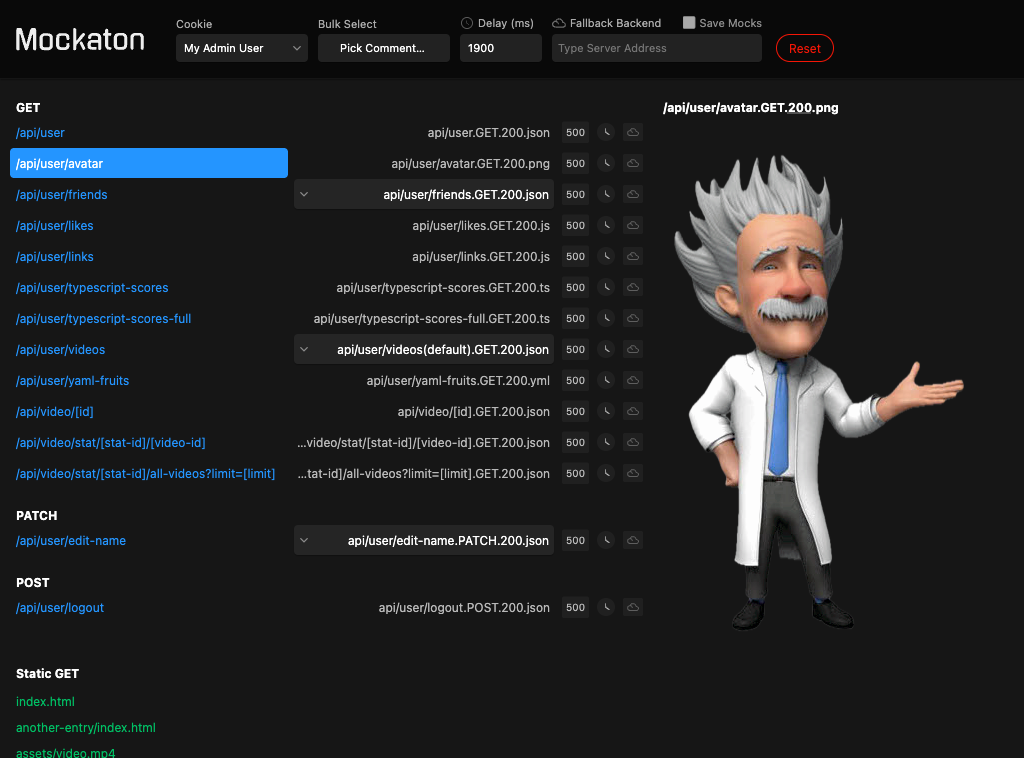 Mockaton
Cookie
My Admin User
Bulk Select
Pick Comment...
Delay (ms)
1900
Fallback Backend
Type Server Address
Save Mocks
Reset
GET
/api/user api/user.GET.200.json 500
/api/user/avatar api/user/avatar.GET.200.png 500
/api/user/friends api/user/friends.GET.200.json 500
/api/user/likes api/user/likes.GET.200.js 500
/api/user/links api/user/links.GET.200.js 500
/api/user/typescript-scores api/user/typescript-scores.GET.200.ts 500
/api/user/typescript-scores-full api/user/typescript-scores-full.GET.200.ts 500
/api/user/videos api/user/videos(default).GET.200.json 500
/api/user/yaml-fruits api/user/yaml-fruits.GET.200.yml 500
/api/video/[id] api/video/[id].GET.200.json 500
/api/video/stat/[stat-id]/[video-id] ...video/stat/[stat-id]/[video-id].GET.200.json 500
/api/video/stat/[stat-id]/all-videos?limit=[limit] ...tat-id]/all-videos?limit=[limit].GET.200.json 500
PATCH
/api/user/edit-name api/user/edit-name.PATCH.200.json 500
POST
/api/user/logout api/user/logout.POST.200.json 500
Static GET
index.html
another-entry/index.html
assets/video.mp4
/api/user/avatar.GET.200.png